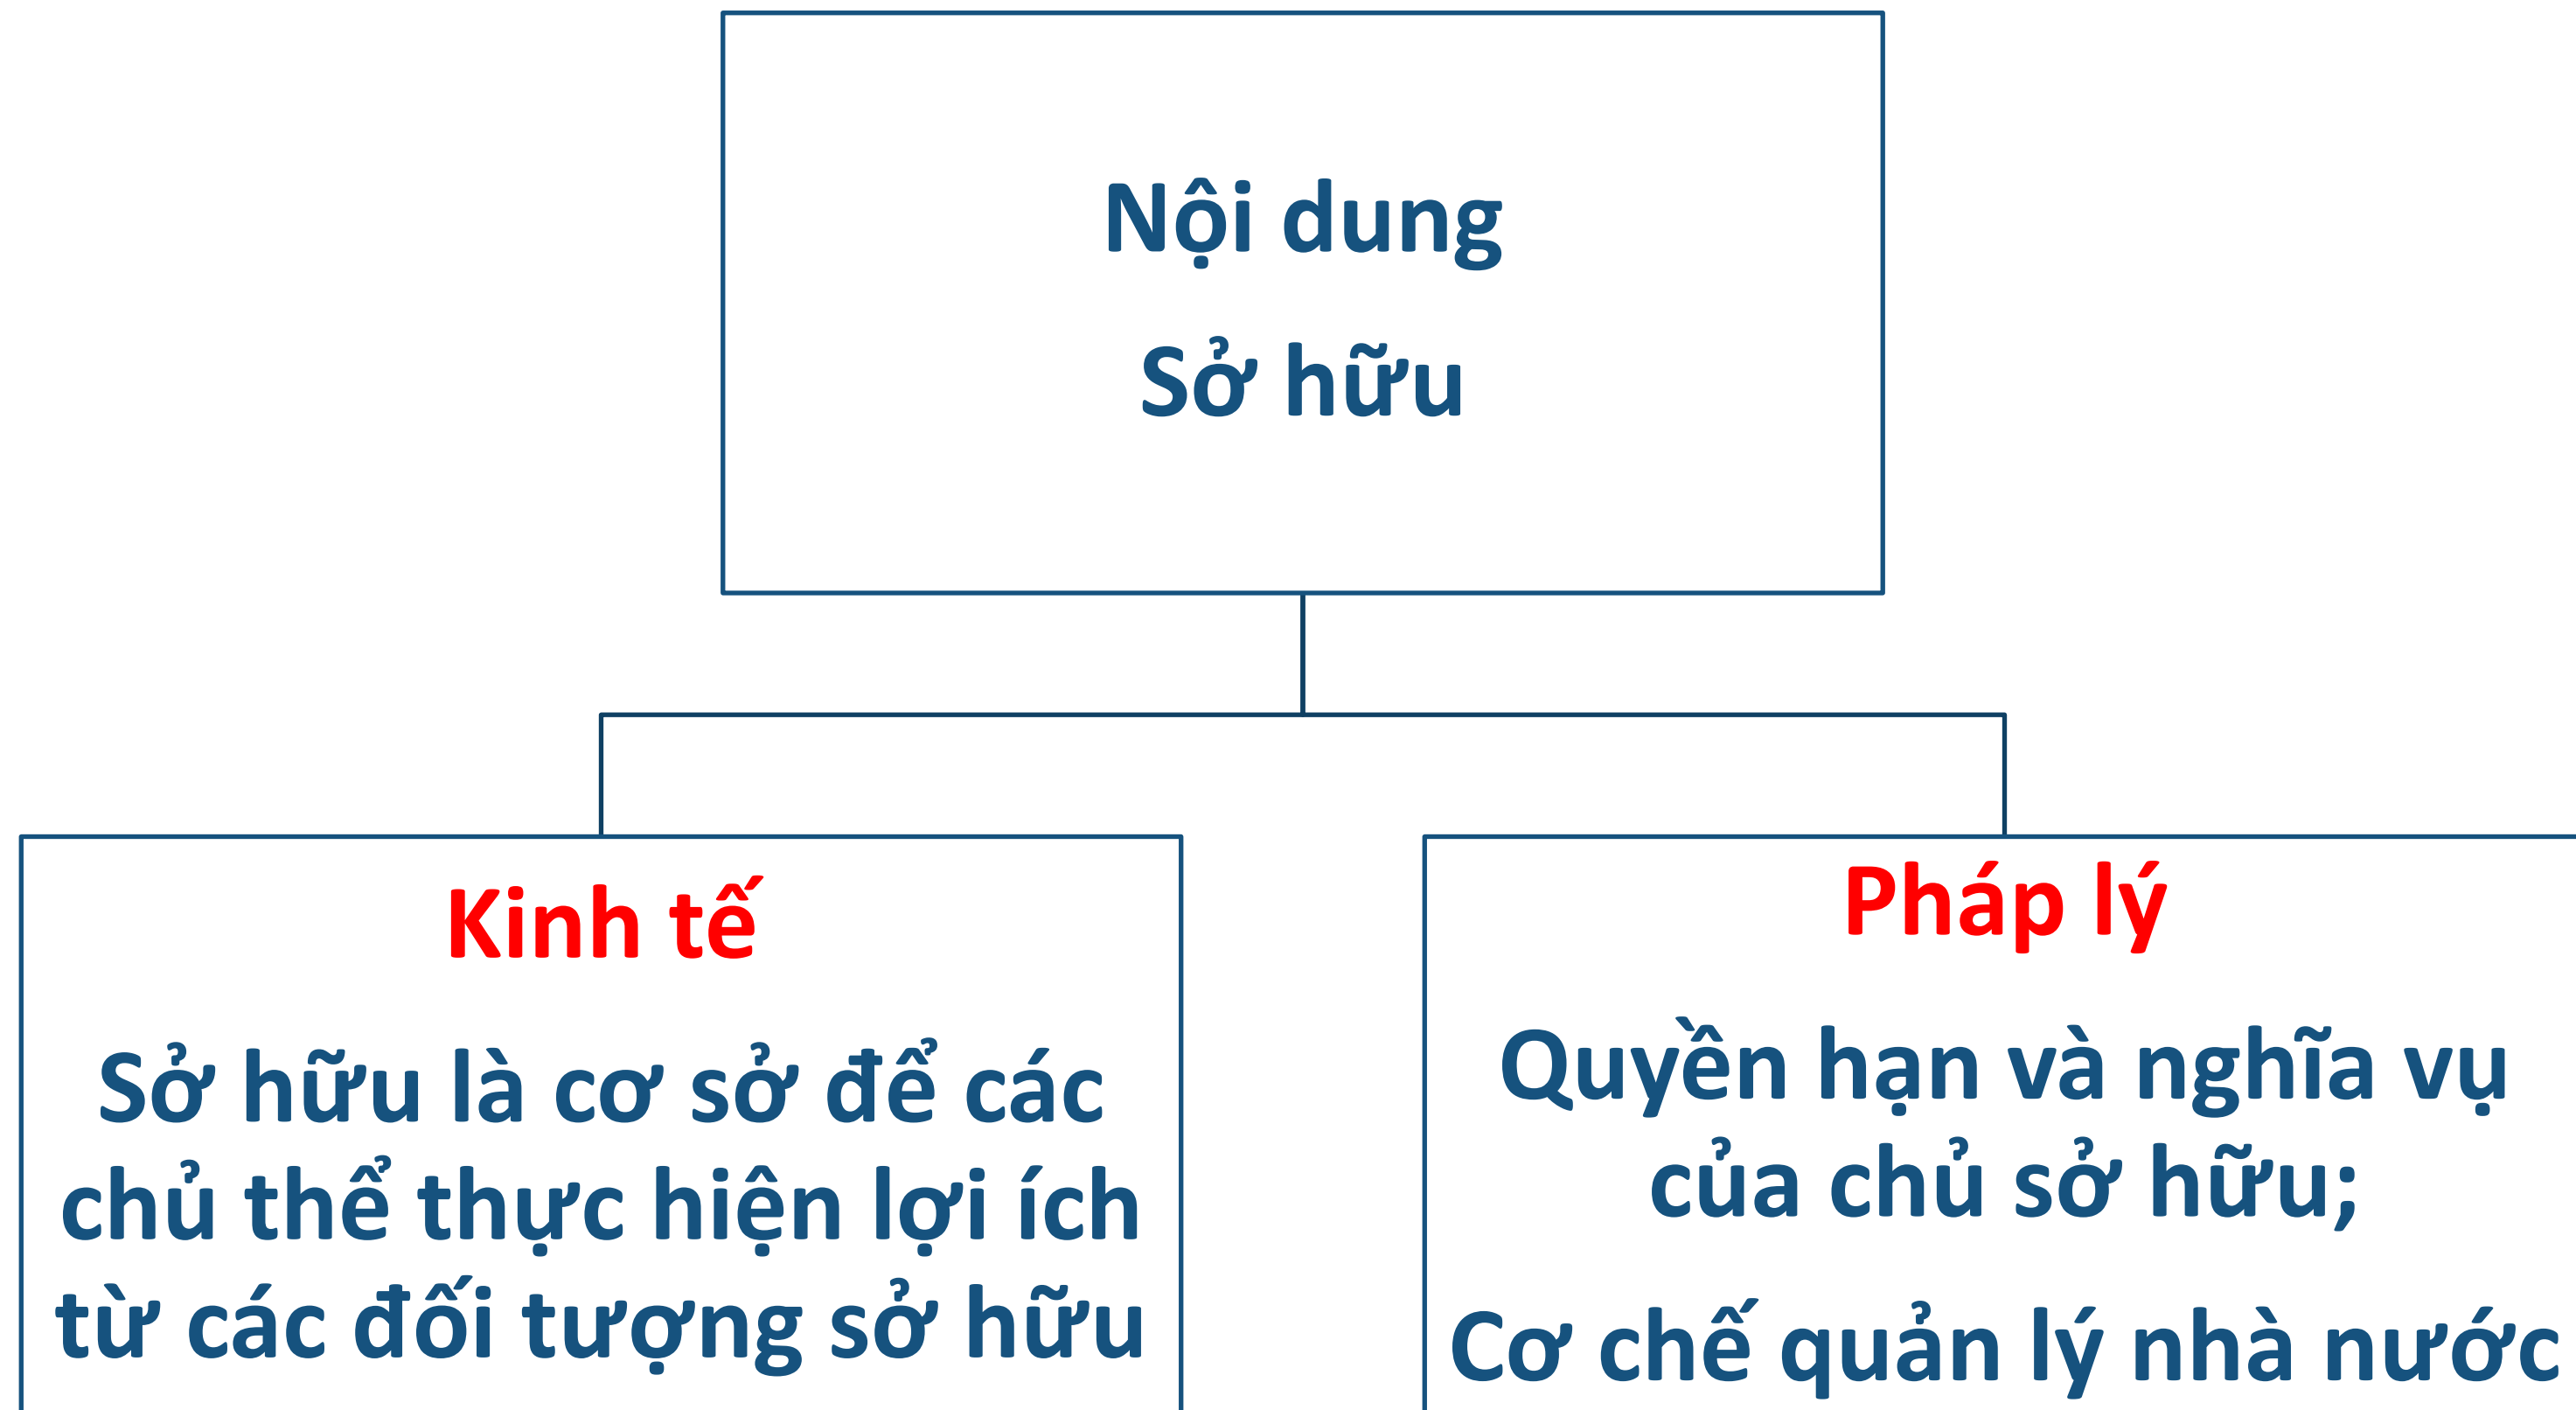 Nội dung
Sở hữu
Kinh tế
Sở hữu là cơ sở để các
chủ thể thực hiện lợi ích
từ các đối tượng sở hữu
Pháp lý
Quyền hạn và nghĩa vụ
của chủ sở hữu;
Cơ chế quản lý nhà nước